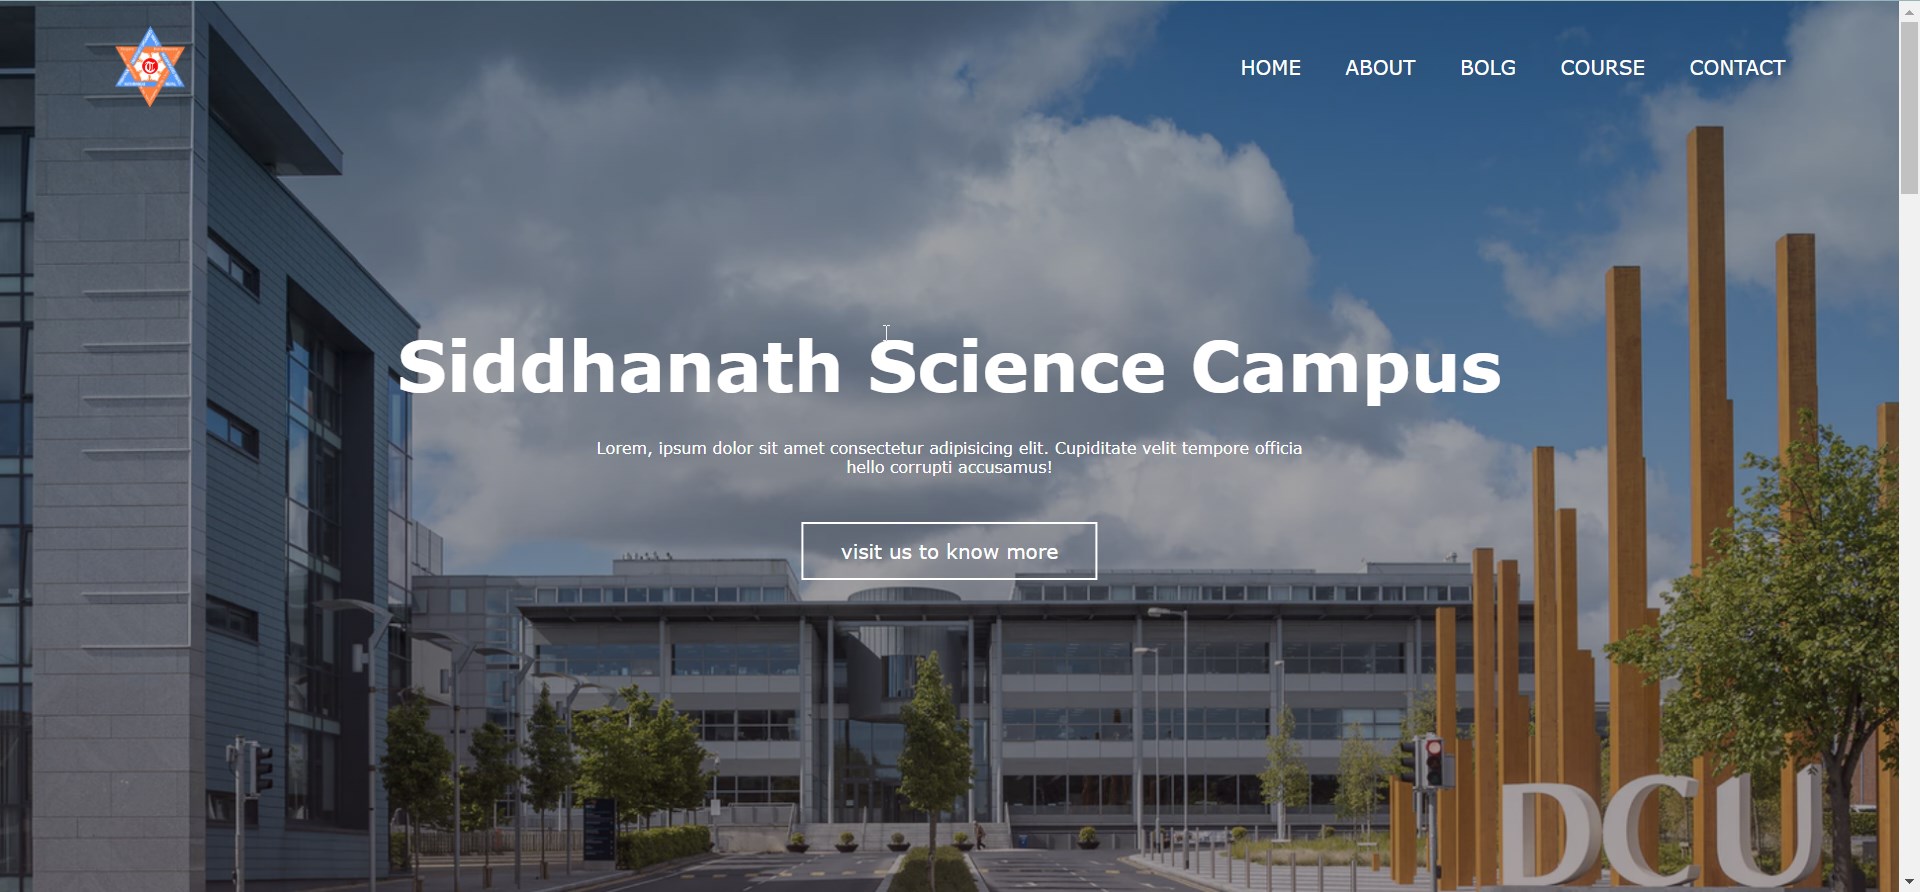 HOME ABOUT BOLG COURSE CONTACT
Siddhanath Science Campus
Lorem, ipsum dolor sit amet consectetur adipisicing elit. Cupiditate velit tempore officia
hello corrupti accusamus!
visit us to know more
DCU